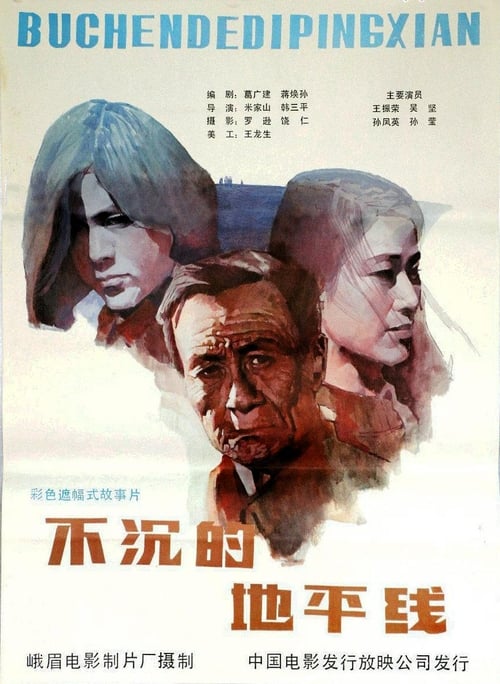 BUCHENDEDIPINGXIAN
编剧：葛广建 蒋焕孙
导演：米家山 韩三平
摄影：罗逊 饶仁
美工：王龙生
主要演员
王振荣 吴坚
孙凤英 孙莹
彩色遮幅式故事片
不沉的
地平线
峨眉电影制片厂摄制
中国电影发行放映公司发行